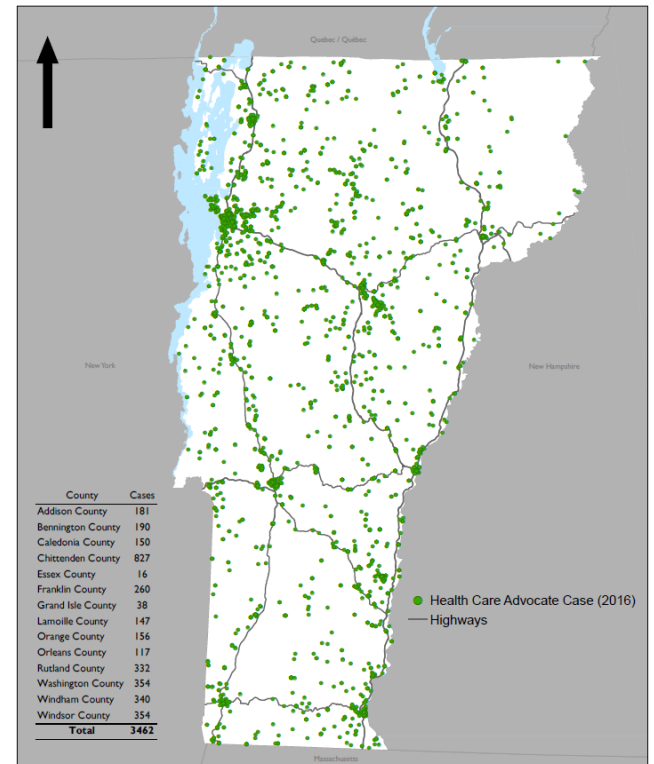 Quebec / Québec
New York
New Hampshire
County Cases
Addison County 181
Bennington County 190
Caledonia County 150
Chittenden County 827
Essex County 16
Franklin County 260
Grand Isle County 38
Lamoille County 147
Orange County 156
Orleans County 117
Rutland County 332
Washington County 354
Windham County 340
Windsor County 354
Total 3462
Health Care Advocate Case (2016)
Highways
Massachusetts